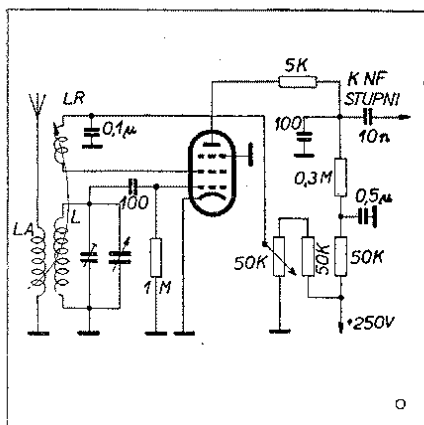 5K
K NF
STUPNI
LR
0,1µ
100
10n
0,3M
100
0,5µ
LA
L
50K
50K
50K
1M
+250V